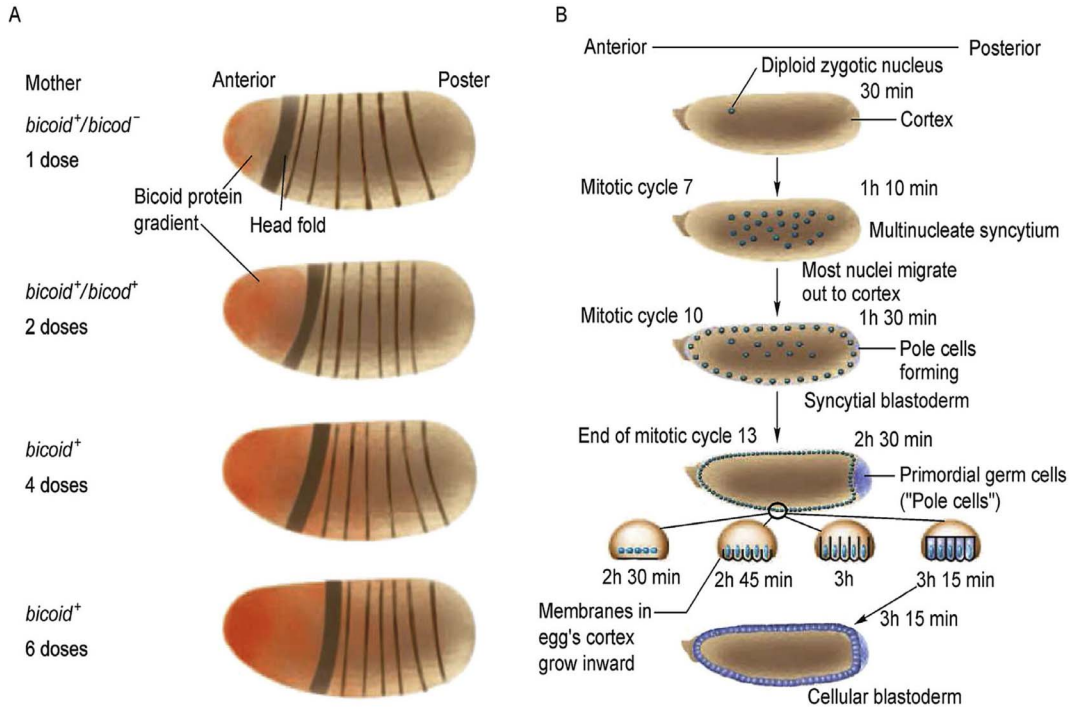 A
Mother
Anterior
Poster
bicoid+/bicod−
1 dose
Bicoid protein
gradient
Head fold
bicoid+/bicod+
2 doses
bicoid+
4 doses
bicoid+
6 doses
B
Anterior
Posterior
Diploid zygotic nucleus
30 min
Cortex
Mitotic cycle 7
1h 10 min
Multinucleate syncytium
Most nuclei migrate
out to cortex
Mitotic cycle 10
1h 30 min
Pole cells
forming
Syncytial blastoderm
End of mitotic cycle 13
2h 30 min
Primordial germ cells
("Pole cells")
2h 30 min
2h 45 min
3h
3h 15 min
Membranes in
egg's cortex
grow inward
3h 15 min
Cellular blastoderm